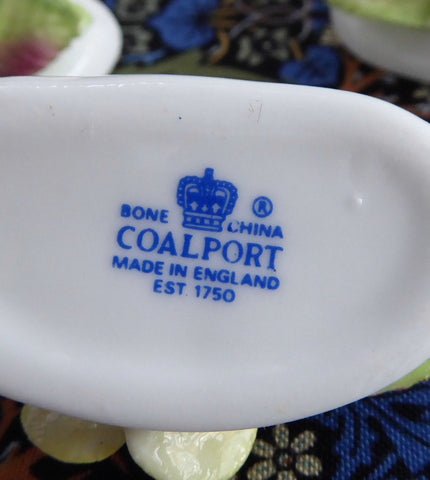 BONE CHINA ®
COALPORT
MADE IN ENGLAND
EST. 1750